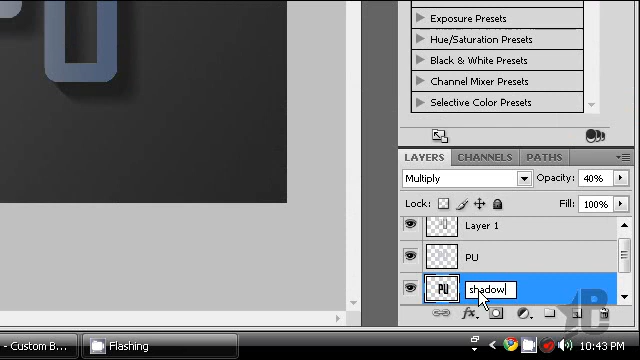 Exposure Presets
Hue/Saturation Presets
Black & White Presets
Channel Mixer Presets
Selective Color Presets
LAYERS CHANNELS PATHS
Multiply Opacity: 40%
Lock: Fill: 100%
Layer 1
PU
PU shadow
fx
- Custom B... Flashing 10:43 PM